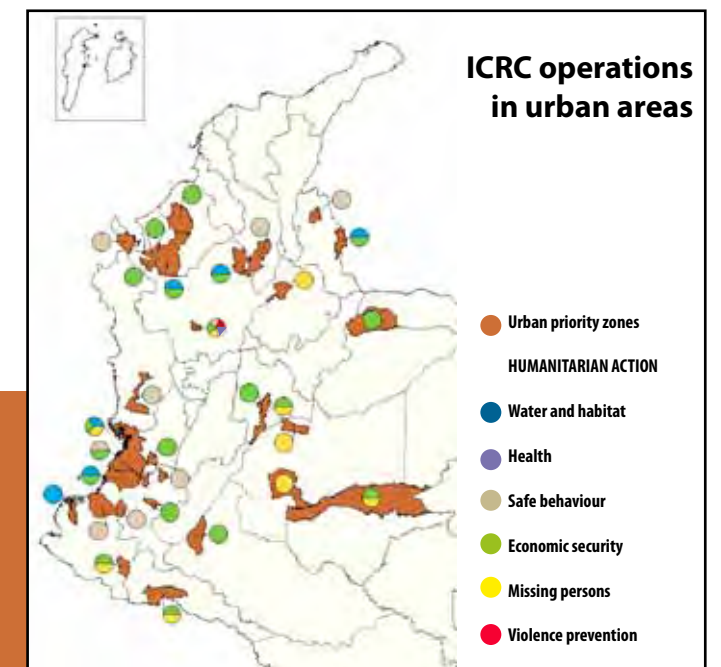 ICRC operations
in urban areas
Urban priority zones
HUMANITARIAN ACTION
Water and habitat
Health
Safe behaviour
Economic security
Missing persons
Violence prevention